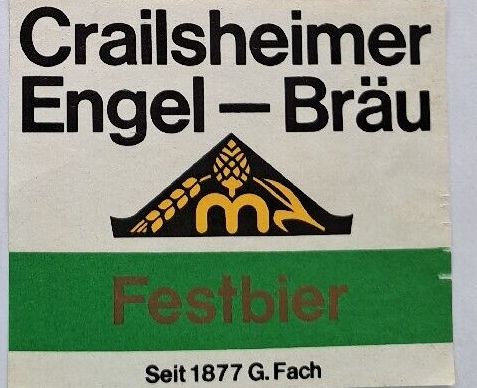 Crailsheimer
Engel – Bräu
m
Festbier
Seit 1877 G. Fach